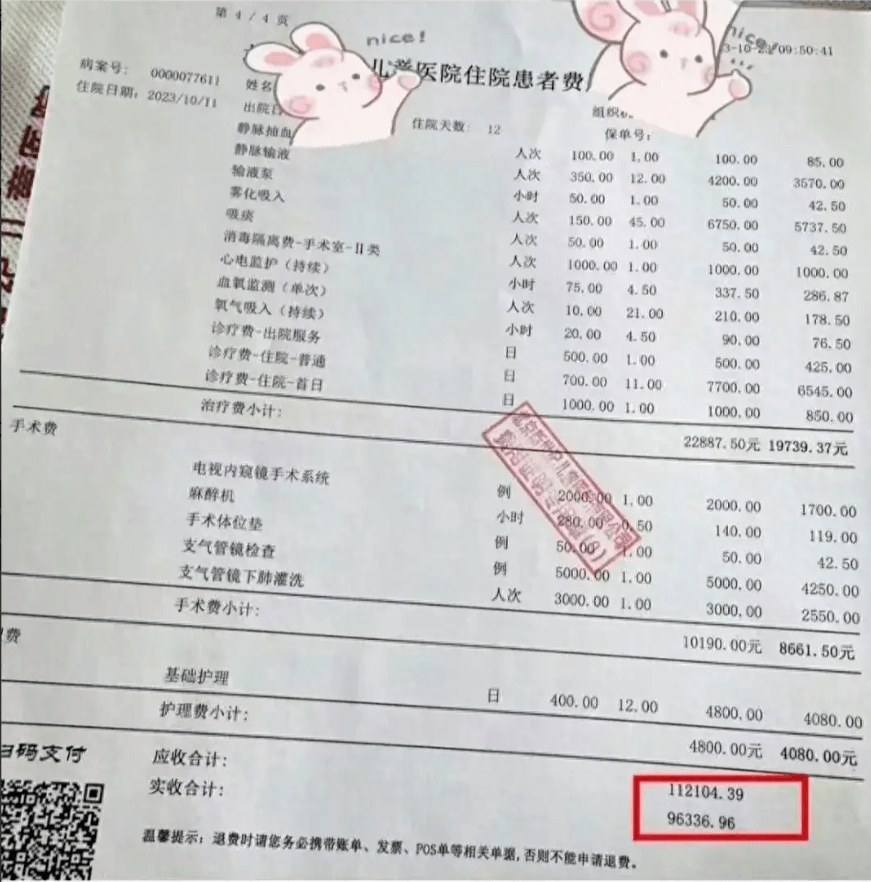 第 4 / 4 页
nice!
nice!
09:50:41
儿童医院住院患者费
病案号: 0000077611 姓名
住院日期: 2023/10/11 出院日 住院天数: 12 保单号:
静脉抽血 人次 100.00 1.00 100.00 85.00
静脉输液 人次 350.00 12.00 4200.00 3570.00
输液泵 小时 50.00 1.00 50.00 42.50
雾化吸入 人次 150.00 45.00 6750.00 5737.50
吸痰 人次 50.00 1.00 50.00 42.50
消毒隔离费-手术室-II类 人次 1000.00 1.00 1000.00 1000.00
心电监护（持续） 小时 75.00 4.50 337.50 286.87
血氧监测（单次） 人次 10.00 21.00 210.00 178.50
氧气吸入（持续） 小时 20.00 4.50 90.00 76.50
诊疗费-出院服务 日 500.00 1.00 500.00 425.00
诊疗费-住院-普通 日 700.00 11.00 7700.00 6545.00
诊疗费-住院-首日 日 1000.00 1.00 1000.00 850.00
治疗费小计: 22887.50元 19739.37元
手术费
电视内窥镜手术系统 例 2000.00 1.00 2000.00 1700.00
麻醉机 小时 280.00 0.50 140.00 119.00
手术体位垫 例 50.00 1.00 50.00 42.50
支气管镜检查 例 5000.00 1.00 5000.00 4250.00
支气管镜下肺灌洗 人次 3000.00 1.00 3000.00 2550.00
手术费小计: 10190.00元 8661.50元
费
基础护理 日 400.00 12.00 4800.00 4080.00
护理费小计: 4800.00元 4080.00元
扫码支付
应收合计: 112104.39
实收合计: 96336.96
温馨提示: 退费时请您务必携带账单、发票、POS单等相关单据,否则不能申请退费。